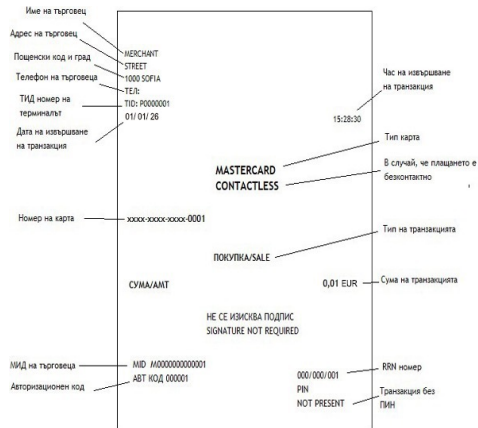 Име на търговец
Адрес на търговец
Пощенски код и град
Телефон на търговеца
ТИД номер на
терминалът
Дата на извършване
на транзакция
MERCHANT
STREET
1000 SOFIA
ТЕЛ:
TID: P0000001
01/ 01/ 26
15:28:30
Час на извършване
на транзакция
Тип карта
MASTERCARD
CONTACTLESS
В случай, че плащането е
безконтактно
Номер на карта
xxxx-xxxx-xxxx-0001
Тип на транзакцията
ПОКУПКА/SALE
СУМА/AMT
0,01 EUR
Сума на транзакцията
НЕ СЕ ИЗИСКВА ПОДПИС
SIGNATURE NOT REQUIRED
МИД на търговеца
MID M0000000000001
Авторизационен код
АВТ КОД 000001
000/000/001
RRN номер
PIN
NOT PRESENT
Транзакция без
ПИН